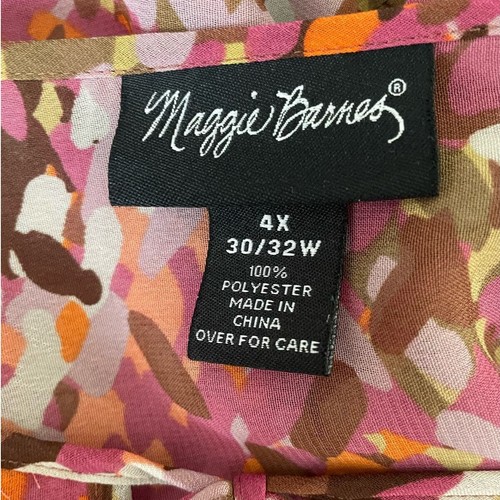 Maggie Barnes®
4X
30/32W
100%
POLYESTER
MADE IN
CHINA
OVER FOR CARE